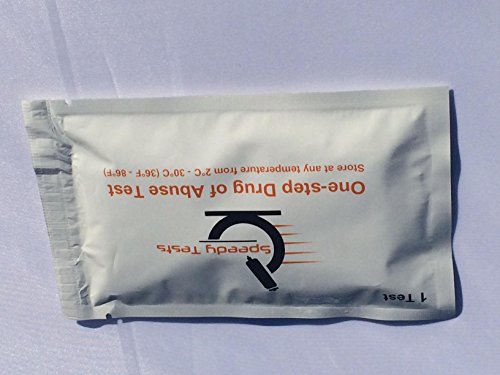 1 Test
Speedy Tests
One-step Drug of Abuse Test
Store at any temperature from 2°C - 30°C (36°F - 86°F)